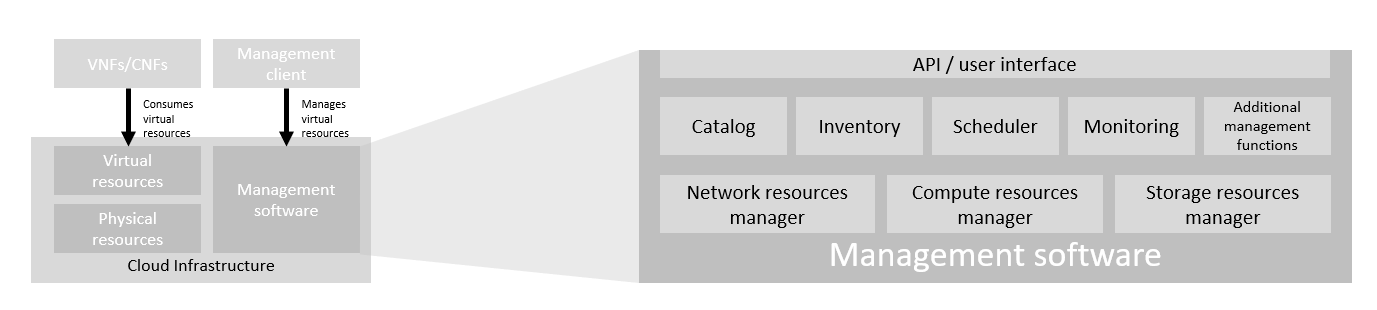 VNFs/CNFs
Management
client
Consumes
virtual
resources
Manages
virtual
resources
Virtual
resources
Physical
resources
Management
software
Cloud Infrastructure
API / user interface
Catalog
Inventory
Scheduler
Monitoring
Additional
management
functions
Network resources
manager
Compute resources
manager
Storage resources
manager
Management software